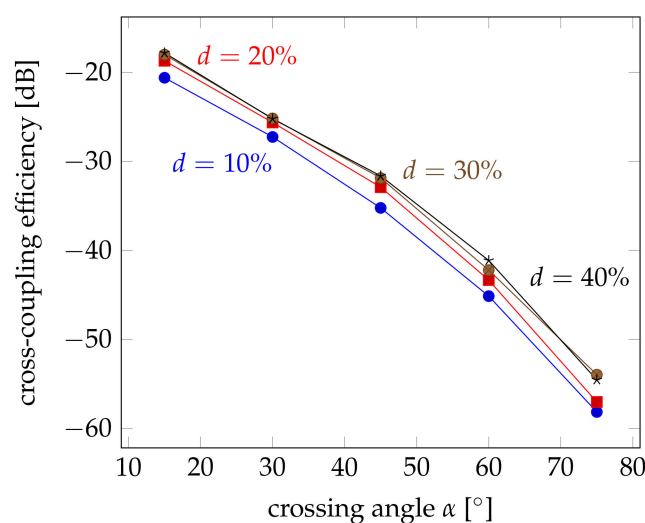 d = 20%
d = 10%
d = 30%
d = 40%
cross-coupling efficiency [dB]
−20
−30
−40
−50
−60
10 20 30 40 50 60 70 80
crossing angle α [°]